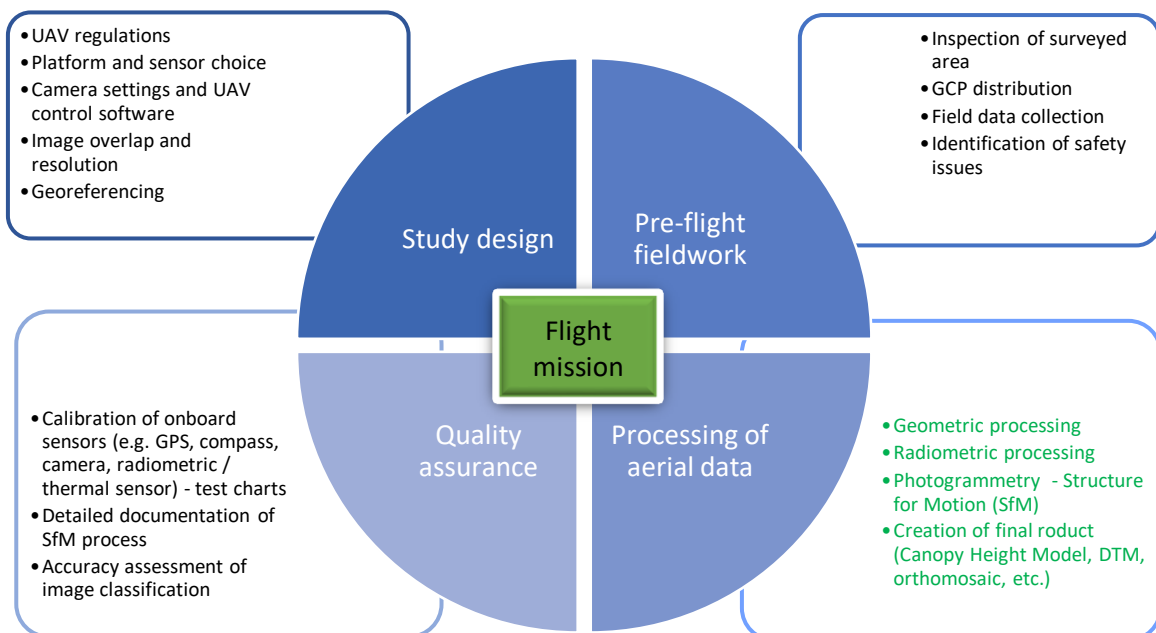 •UAV regulations
•Platform and sensor choice
•Camera settings and UAV
control software
•Image overlap and
resolution
•Georeferencing
•Inspection of surveyed
area
•GCP distribution
•Field data collection
•Identification of safety
issues
Study design
Pre-flight
fieldwork
Flight
mission
Quality
assurance
Processing of
aerial data
•Calibration of onboard
sensors (e.g. GPS, compass,
camera, radiometric /
thermal sensor) - test charts
•Detailed documentation of
SfM process
•Accuracy assessment of
image classification
•Geometric processing
•Radiometric processing
•Photogrammetry - Structure
for Motion (SfM)
•Creation of final roduct
(Canopy Height Model, DTM,
orthomosaic, etc.)